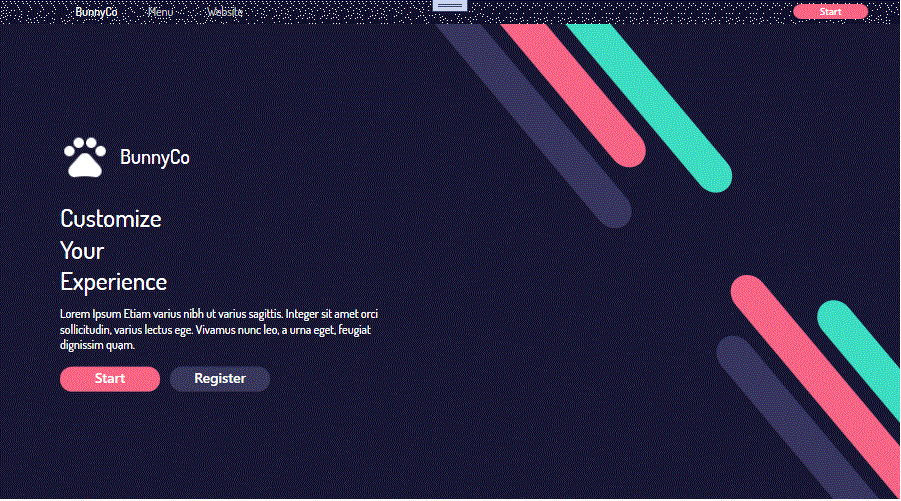 BunnyCo Menu Website Start
BunnyCo
Customize
Your
Experience
Lorem Ipsum Etiam varius nibh ut varius sagittis. Integer sit amet orci
sollicitudin, varius lectus ege. Vivamus nunc leo, a urna eget, feugiat
dignissim quam.
Start Register